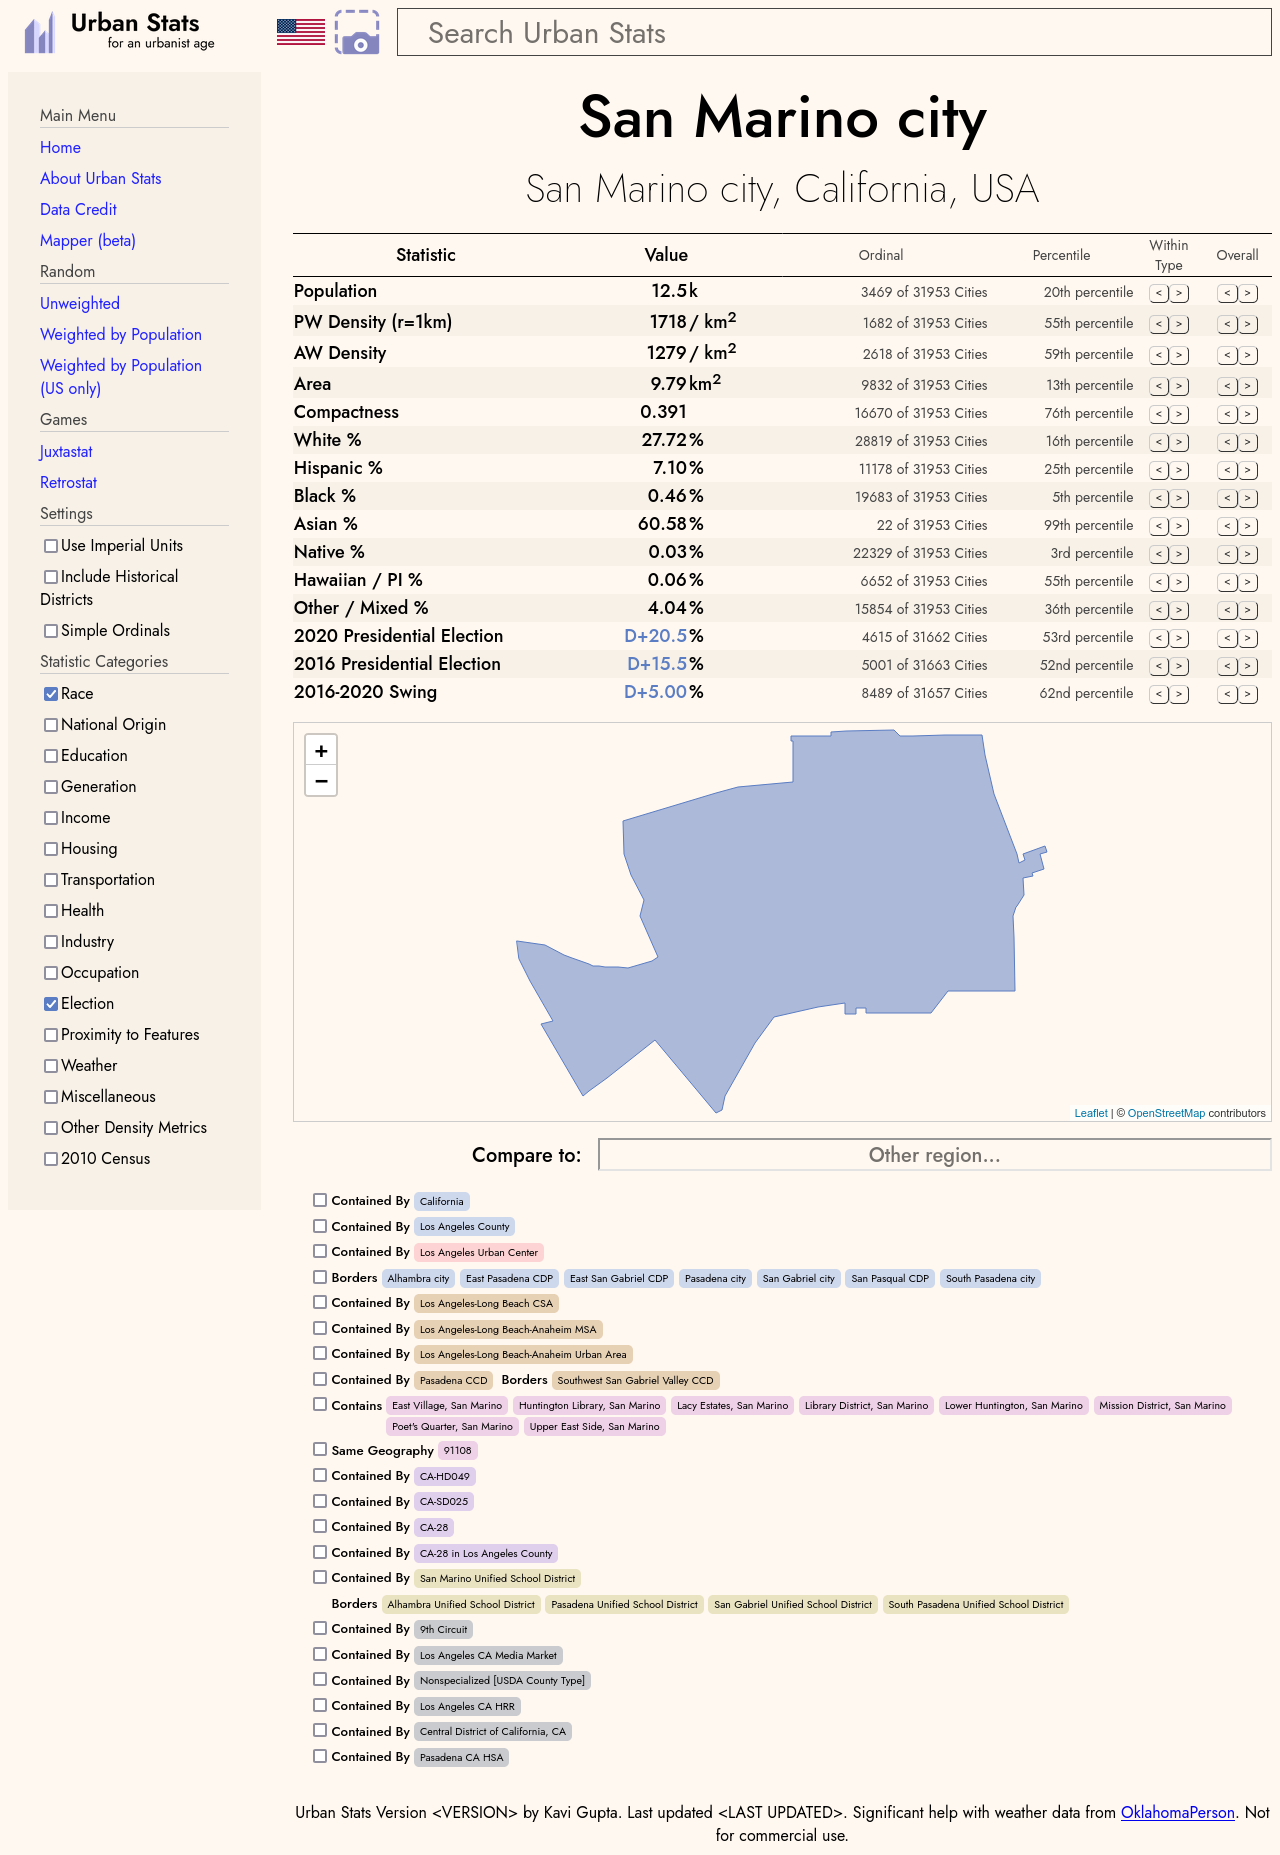 Urban Stats
for an urbanist age
Search Urban Stats
Main Menu
Home
About Urban Stats
Data Credit
Mapper (beta)
Random
Unweighted
Weighted by Population
Weighted by Population
(US only)
Games
Juxtastat
Retrostat
Settings
Use Imperial Units
Include Historical
Districts
Simple Ordinals
Statistic Categories
Race
National Origin
Education
Generation
Income
Housing
Transportation
Health
Industry
Occupation
Election
Proximity to Features
Weather
Miscellaneous
Other Density Metrics
2010 Census
San Marino city
San Marino city, California, USA
Statistic Value Ordinal Percentile Within Type Overall
Population 12.5 k 3469 of 31953 Cities 20th percentile < > < >
PW Density (r=1km) 1718 / km² 1682 of 31953 Cities 55th percentile < > < >
AW Density 1279 / km² 2618 of 31953 Cities 59th percentile < > < >
Area 9.79 km² 9832 of 31953 Cities 13th percentile < > < >
Compactness 0.391 16670 of 31953 Cities 76th percentile < > < >
White % 27.72 % 28819 of 31953 Cities 16th percentile < > < >
Hispanic % 7.10 % 11178 of 31953 Cities 25th percentile < > < >
Black % 0.46 % 19683 of 31953 Cities 5th percentile < > < >
Asian % 60.58 % 22 of 31953 Cities 99th percentile < > < >
Native % 0.03 % 22329 of 31953 Cities 3rd percentile < > < >
Hawaiian / PI % 0.06 % 6652 of 31953 Cities 55th percentile < > < >
Other / Mixed % 4.04 % 15854 of 31953 Cities 36th percentile < > < >
2020 Presidential Election D+20.5 % 4615 of 31662 Cities 53rd percentile < > < >
2016 Presidential Election D+15.5 % 5001 of 31663 Cities 52nd percentile < > < >
2016-2020 Swing D+5.00 % 8489 of 31657 Cities 62nd percentile < > < >
+
−
Leaflet | © OpenStreetMap contributors
Compare to: Other region...
Contained By California
Contained By Los Angeles County
Contained By Los Angeles Urban Center
Borders Alhambra city East Pasadena CDP East San Gabriel CDP Pasadena city San Gabriel city San Pasqual CDP South Pasadena city
Contained By Los Angeles-Long Beach CSA
Contained By Los Angeles-Long Beach-Anaheim MSA
Contained By Los Angeles-Long Beach-Anaheim Urban Area
Contained By Pasadena CCD Borders Southwest San Gabriel Valley CCD
Contains East Village, San Marino Huntington Library, San Marino Lacy Estates, San Marino Library District, San Marino Lower Huntington, San Marino Mission District, San Marino
Poet's Quarter, San Marino Upper East Side, San Marino
Same Geography 91108
Contained By CA-HD049
Contained By CA-SD025
Contained By CA-28
Contained By CA-28 in Los Angeles County
Contained By San Marino Unified School District
Borders Alhambra Unified School District Pasadena Unified School District San Gabriel Unified School District South Pasadena Unified School District
Contained By 9th Circuit
Contained By Los Angeles CA Media Market
Contained By Nonspecialized [USDA County Type]
Contained By Los Angeles CA HRR
Contained By Central District of California, CA
Contained By Pasadena CA HSA
Urban Stats Version <VERSION> by Kavi Gupta. Last updated <LAST UPDATED>. Significant help with weather data from OklahomaPerson. Not
for commercial use.